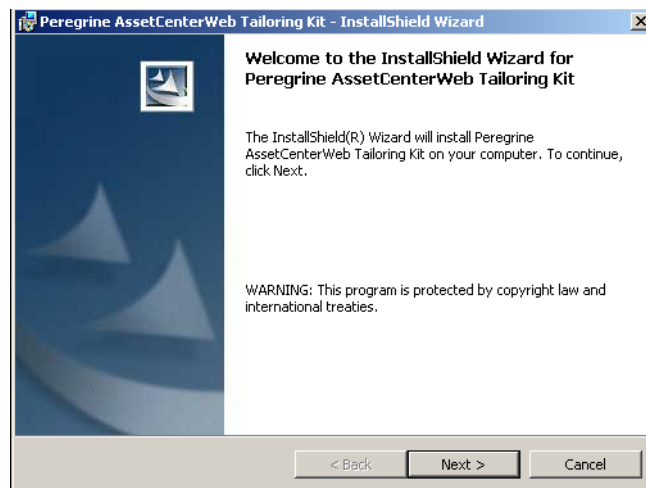 Peregrine AssetCenterWeb Tailoring Kit - InstallShield Wizard
Welcome to the InstallShield Wizard for
Peregrine AssetCenterWeb Tailoring Kit
The InstallShield(R) Wizard will install Peregrine
AssetCenterWeb Tailoring Kit on your computer. To continue,
click Next.
WARNING: This program is protected by copyright law and
international treaties.
< Back Next > Cancel